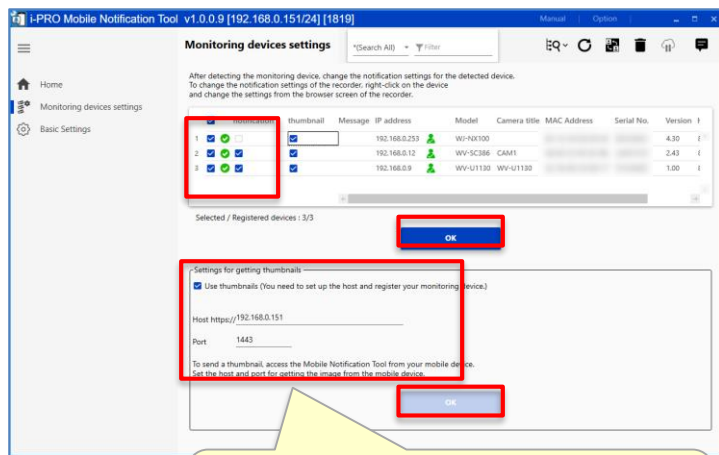 i-PRO Mobile Notification Tool v1.0.0.9 [192.168.0.151/24] [1819]
Manual
Option
Monitoring devices settings
*(Search All)
Filter
Home
Monitoring devices settings
Basic Settings
After detecting the monitoring device, change the notification settings for the detected device.
To change the notification settings of the recorder, right-click on the device
and change the settings from the browser screen of the recorder.
notification thumbnail Message IP address Model Camera title MAC Address Serial No. Version
1 192.168.0.253 WJ-NX100 4.30
2 192.168.0.12 WV-SC386 CAM1 2.43
3 192.168.0.9 WV-U1130 WV-U1130 1.00
Selected / Registered devices : 3/3
OK
Settings for getting thumbnails
Use thumbnails (You need to set up the host and register your monitoring device.)
Host https://192.168.0.151
Port 1443
To send a thumbnail, access the Mobile Notification Tool from your mobile device.
Set the host and port for getting the image from the mobile device.
OK